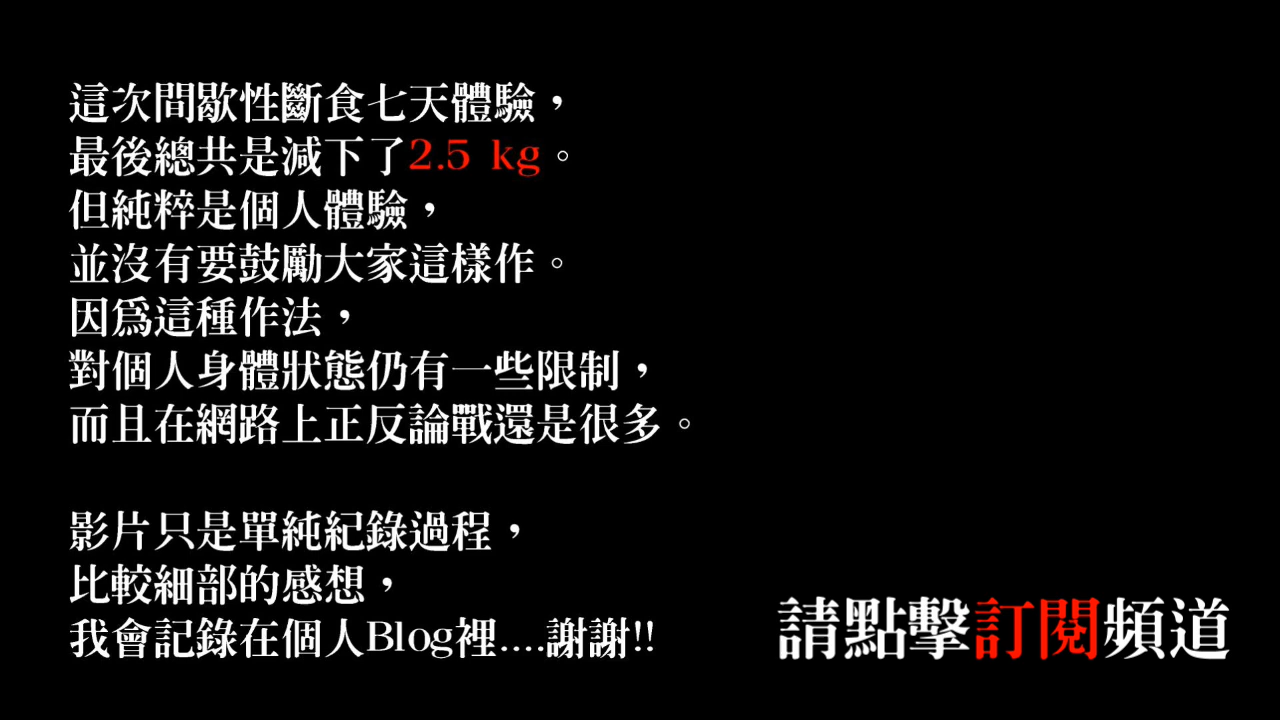 這次間歇性斷食七天體驗，
最後總共是減下了2.5 kg。
但純粹是個人體驗，
並沒有要鼓勵大家這樣作。
因為這種作法，
對個人身體狀態仍有一些限制，
而且在網路上正反論戰還是很多。
影片只是單純紀錄過程，
比較細部的感想，
我會記錄在個人Blog裡....謝謝!!
請點擊訂閱頻道